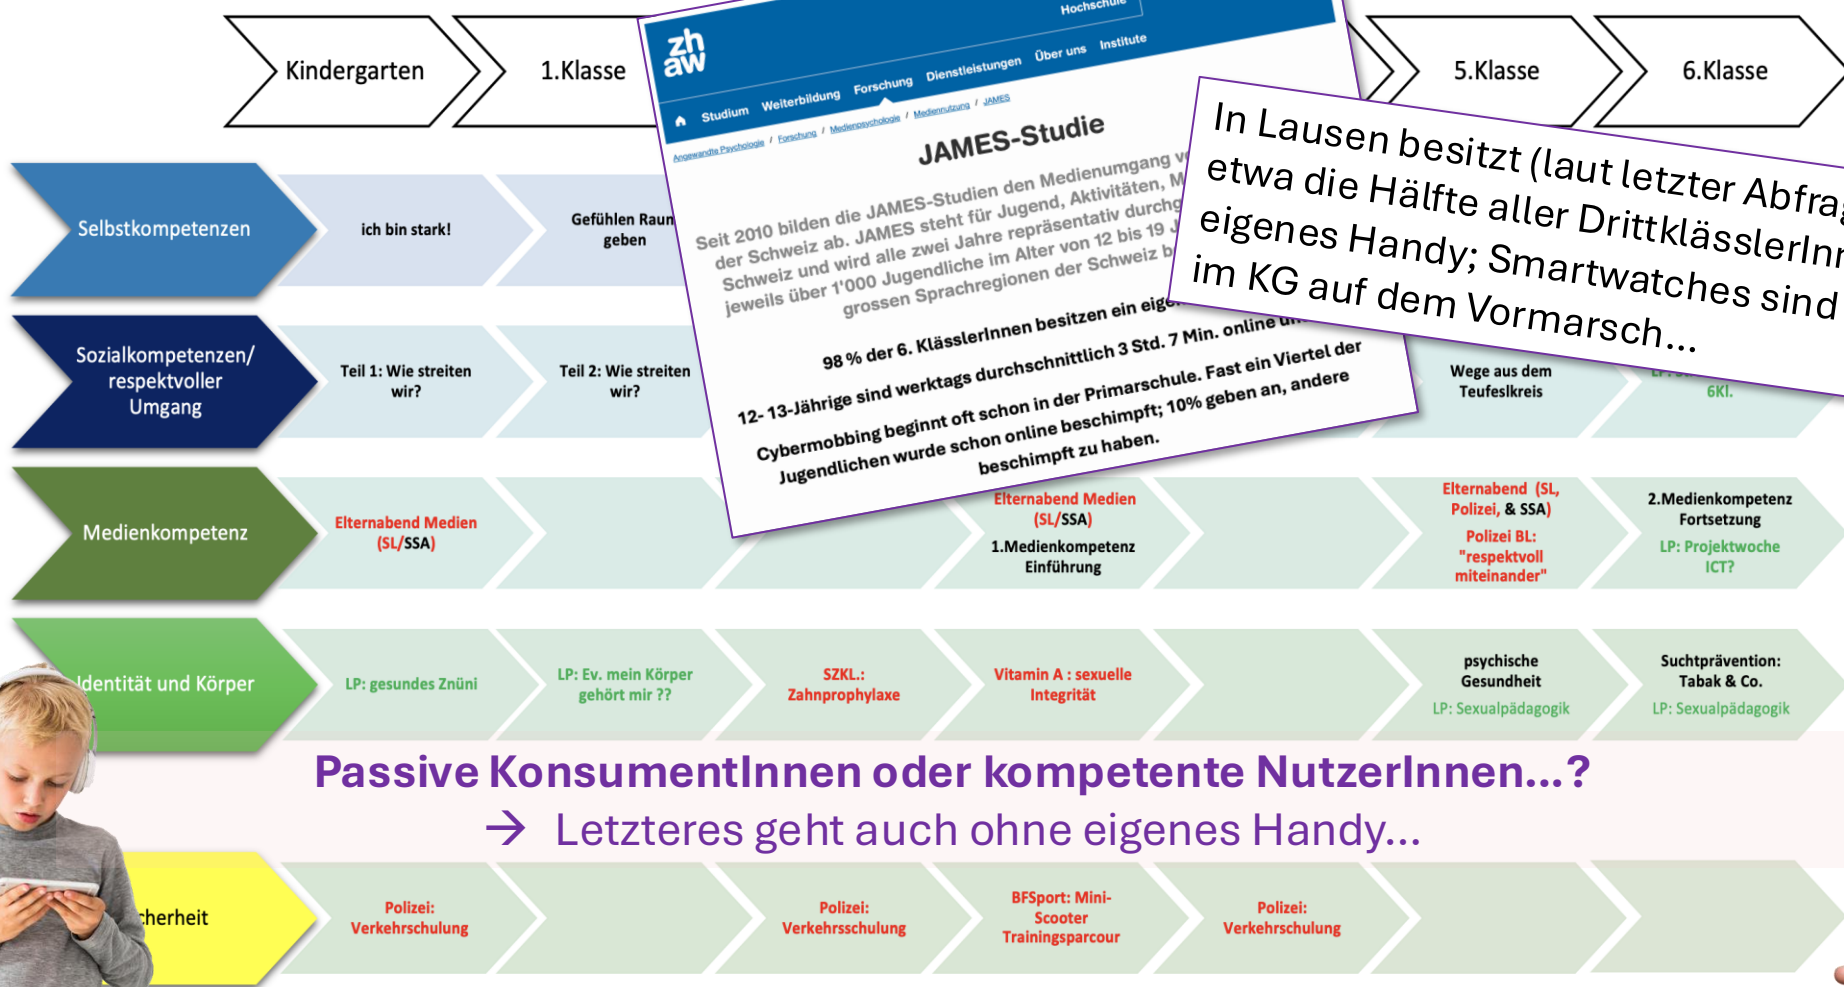 Kindergarten
1.Klasse
5.Klasse
6.Klasse
zh
aw
Hochschule
Studium Weiterbildung Forschung Dienstleistungen Über uns Institute
Angewandte Psychologie / Forschung / Medienpsychologie / Mediennutzung / JAMES
JAMES-Studie
Seit 2010 bilden die JAMES-Studien den Medienumgang
der Schweiz ab. JAMES steht für Jugend, Aktivitäten,
Schweiz und wird alle zwei Jahre repräsentativ
jeweils über 1'000 Jugendliche im Alter von 12 bis 19
grossen Sprachregionen der Schweiz
98 % der 6. KlässlerInnen besitzen ein
12- 13-Jährige sind werktags durchschnittlich 3 Std. 7 Min. online
Cybermobbing beginnt oft schon in der Primarschule. Fast ein Viertel der
Jugendlichen wurde schon online beschimpft; 10% geben an, andere
beschimpft zu haben.
In Lausen besitzt (laut letzter
etwa die Hälfte aller
eigenes Handy; Smartwatches sind
im KG auf dem Vormarsch...
Selbstkompetenzen
ich bin stark!
Gefühlen Raum
geben
Sozialkompetenzen/
respektvoller
Umgang
Teil 1: Wie streiten
wir?
Teil 2: Wie streiten
wir?
Wege aus dem
Teufeslkreis
6Kl.
Medienkompetenz
Elternabend Medien
(SL/SSA)
Elternabend Medien
(SL/SSA)
1.Medienkompetenz
Einführung
Elternabend (SL,
Polizei, & SSA)
Polizei BL:
"respektvoll
miteinander"
2.Medienkompetenz
Fortsetzung
LP: Projektwoche
ICT?
Identität und Körper
LP: gesundes Znüni
LP: Ev. mein Körper
gehört mir ??
SZKL.:
Zahnprophylaxe
Vitamin A : sexuelle
Integrität
psychische
Gesundheit
LP: Sexualpädagogik
Suchtprävention:
Tabak & Co.
LP: Sexualpädagogik
Passive KonsumentInnen oder kompetente NutzerInnen...?
→ Letzteres geht auch ohne eigenes Handy...
cherheit
Polizei:
Verkehrschulung
Polizei:
Verkehrsschulung
BFSport: Mini-
Scooter
Trainingsparcour
Polizei:
Verkehrschulung